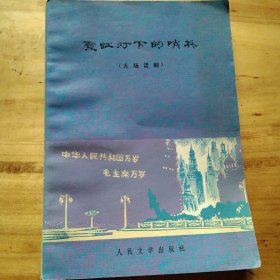 霓虹灯下的哨兵
(九场话剧)
中华人民共和国万岁
毛主席万岁
人民文学出版社